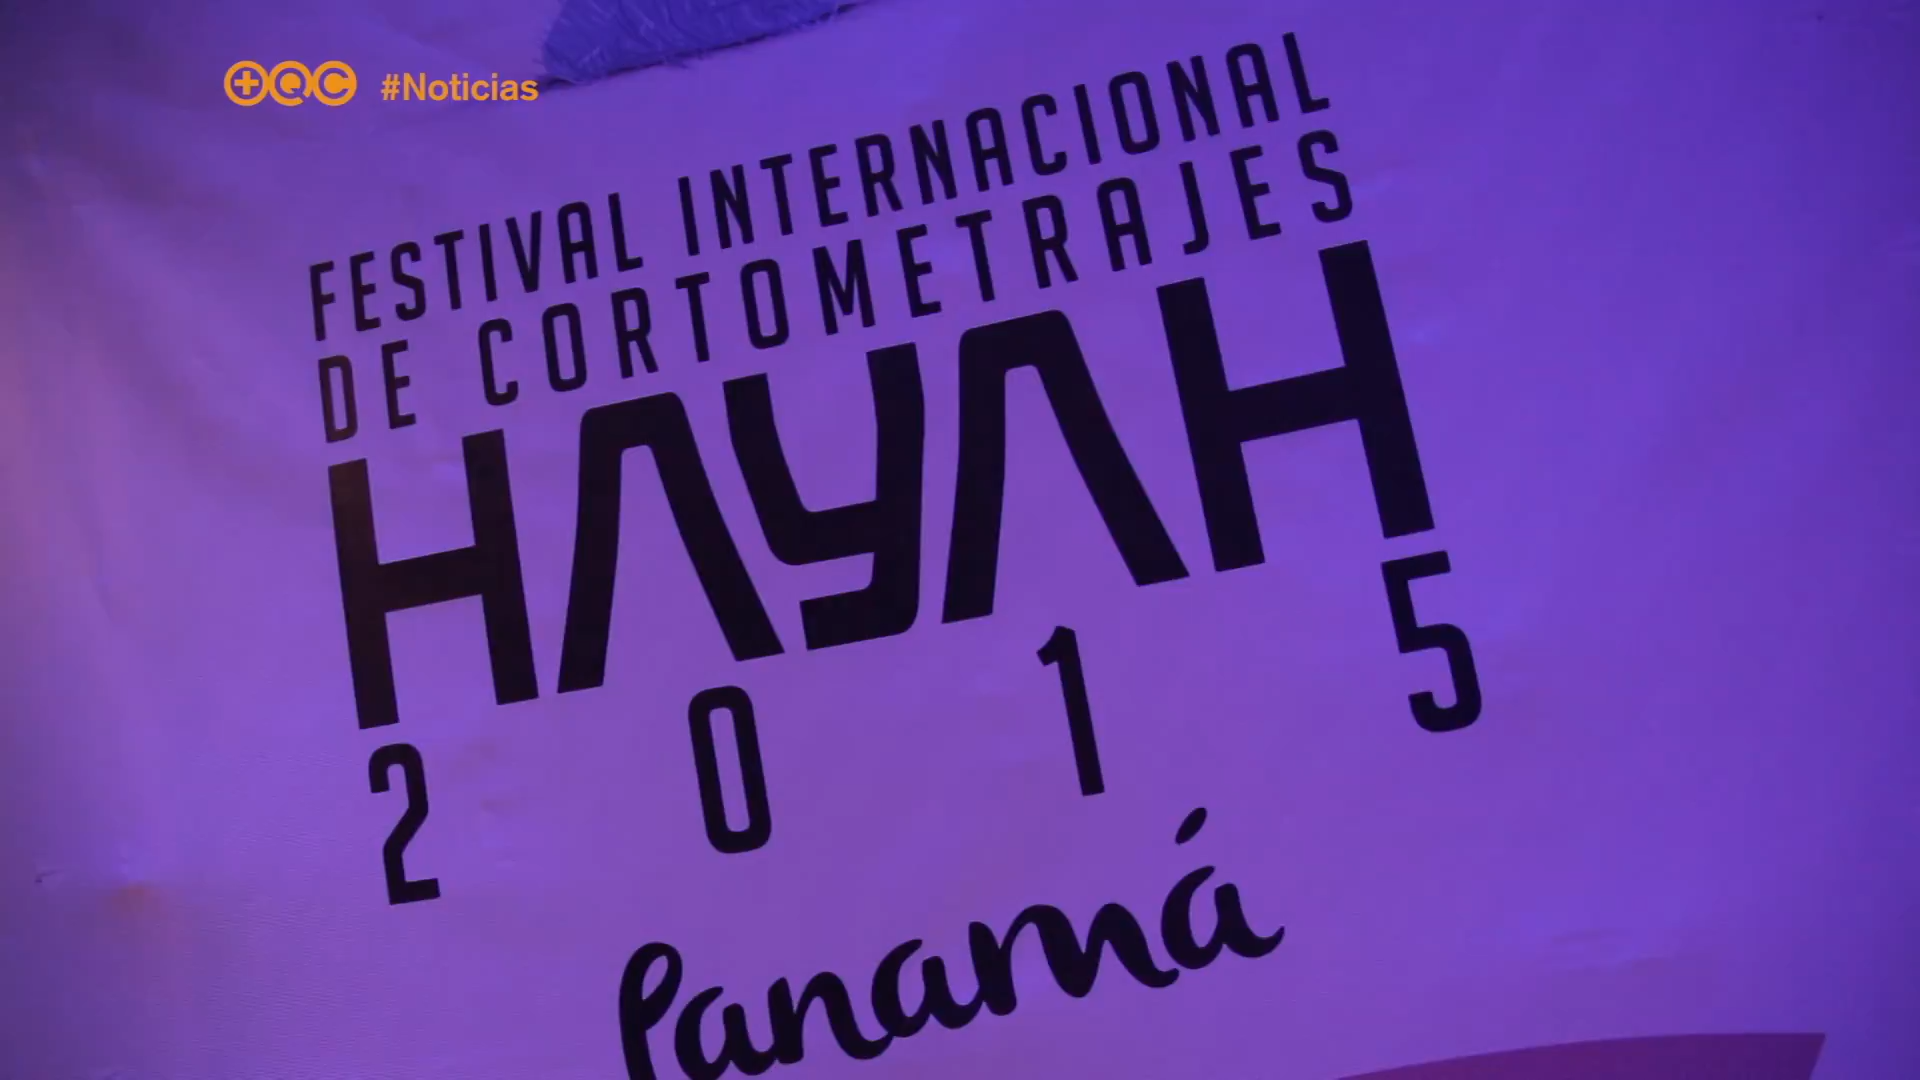 +QC #Noticias
FESTIVAL INTERNACIONAL
DE CORTOMETRAJES
HAYAH
2015
Panamá